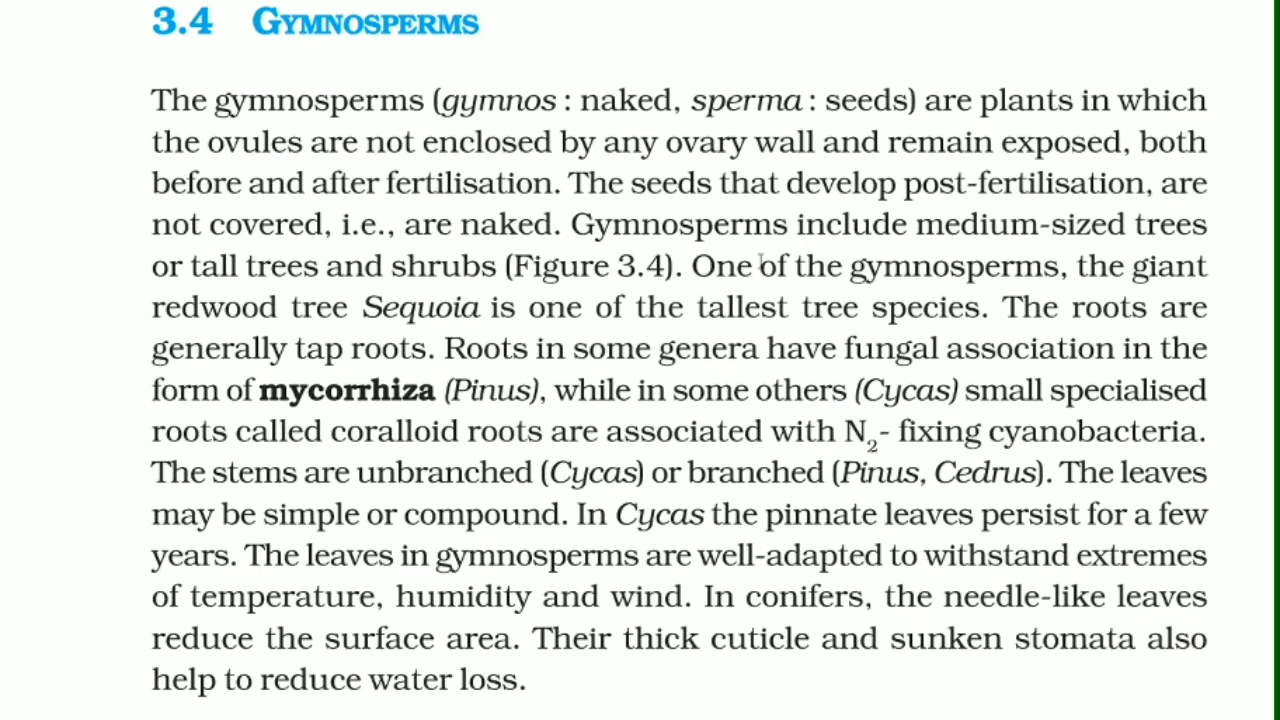 3.4 GYMNOSPERMS
The gymnosperms (gymnos : naked, sperma : seeds) are plants in which
the ovules are not enclosed by any ovary wall and remain exposed, both
before and after fertilisation. The seeds that develop post-fertilisation, are
not covered, i.e., are naked. Gymnosperms include medium-sized trees
or tall trees and shrubs (Figure 3.4). One of the gymnosperms, the giant
redwood tree Sequoia is one of the tallest tree species. The roots are
generally tap roots. Roots in some genera have fungal association in the
form of mycorrhiza (Pinus), while in some others (Cycas) small specialised
roots called coralloid roots are associated with N₂- fixing cyanobacteria.
The stems are unbranched (Cycas) or branched (Pinus, Cedrus). The leaves
may be simple or compound. In Cycas the pinnate leaves persist for a few
years. The leaves in gymnosperms are well-adapted to withstand extremes
of temperature, humidity and wind. In conifers, the needle-like leaves
reduce the surface area. Their thick cuticle and sunken stomata also
help to reduce water loss.